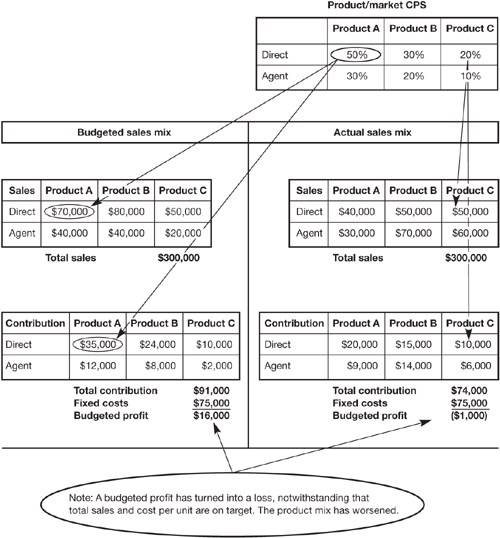 Product/market CPS
Product A Product B Product C
Direct 50% 30% 20%
Agent 30% 20% 10%
Budgeted sales mix
Actual sales mix
Sales Product A Product B Product C
Direct $70,000 $80,000 $50,000
Agent $40,000 $40,000 $20,000
Total sales $300,000
Sales Product A Product B Product C
Direct $40,000 $50,000 $50,000
Agent $30,000 $70,000 $60,000
Total sales $300,000
Contribution Product A Product B Product C
Direct $35,000 $24,000 $10,000
Agent $12,000 $8,000 $2,000
Total contribution $91,000
Fixed costs $75,000
Budgeted profit $16,000
Contribution Product A Product B Product C
Direct $20,000 $15,000 $10,000
Agent $9,000 $14,000 $6,000
Total contribution $74,000
Fixed costs $75,000
Budgeted profit ($1,000)
Note: A budgeted profit has turned into a loss, notwithstanding that
total sales and cost per unit are on target. The product mix has worsened.